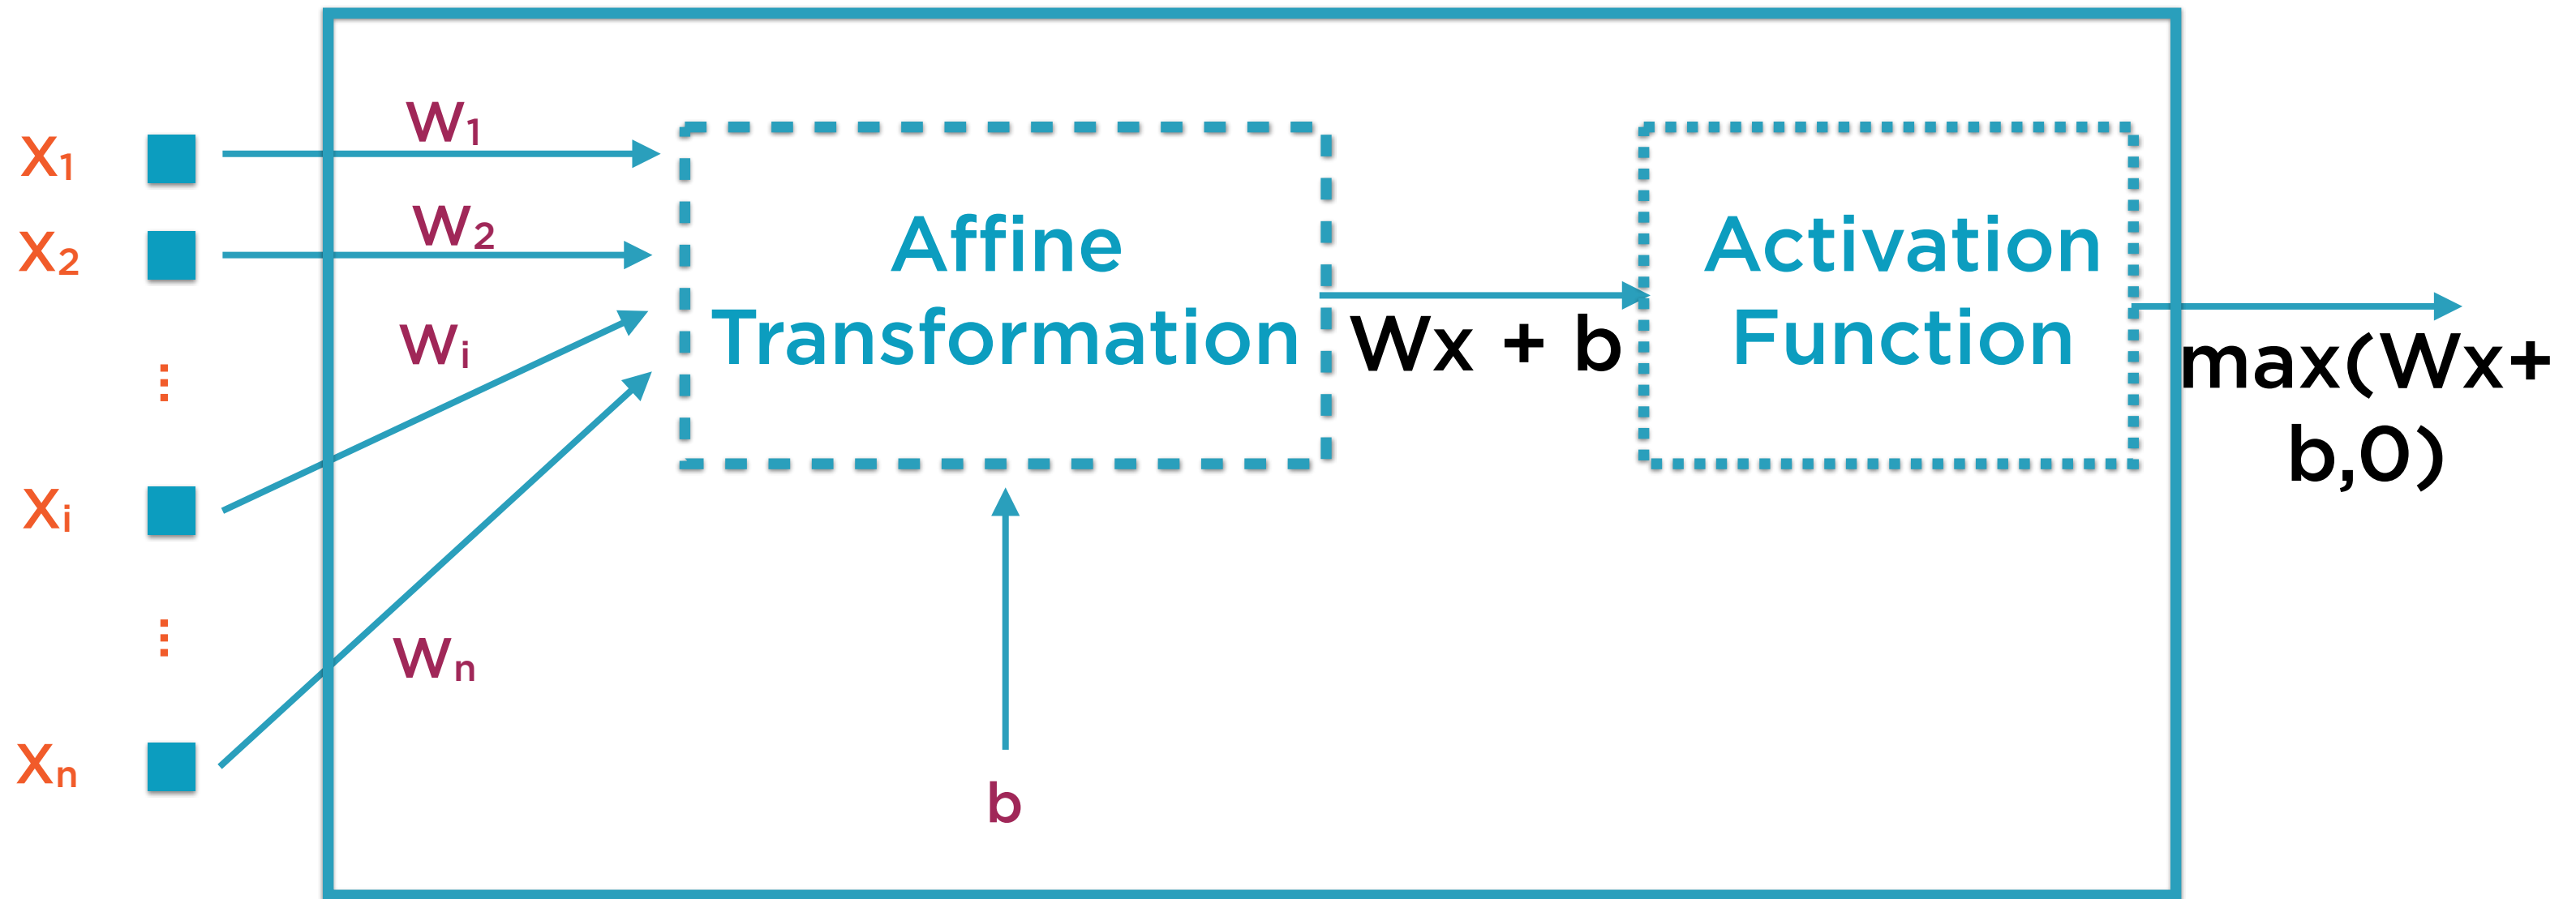 X₁
W₁
X₂
W₂
Affine
Transformation
Activation
Function
Wᵢ
⋮
Wx + b
max(Wx+
b,0)
Xᵢ
⋮
Wₙ
Xₙ
b